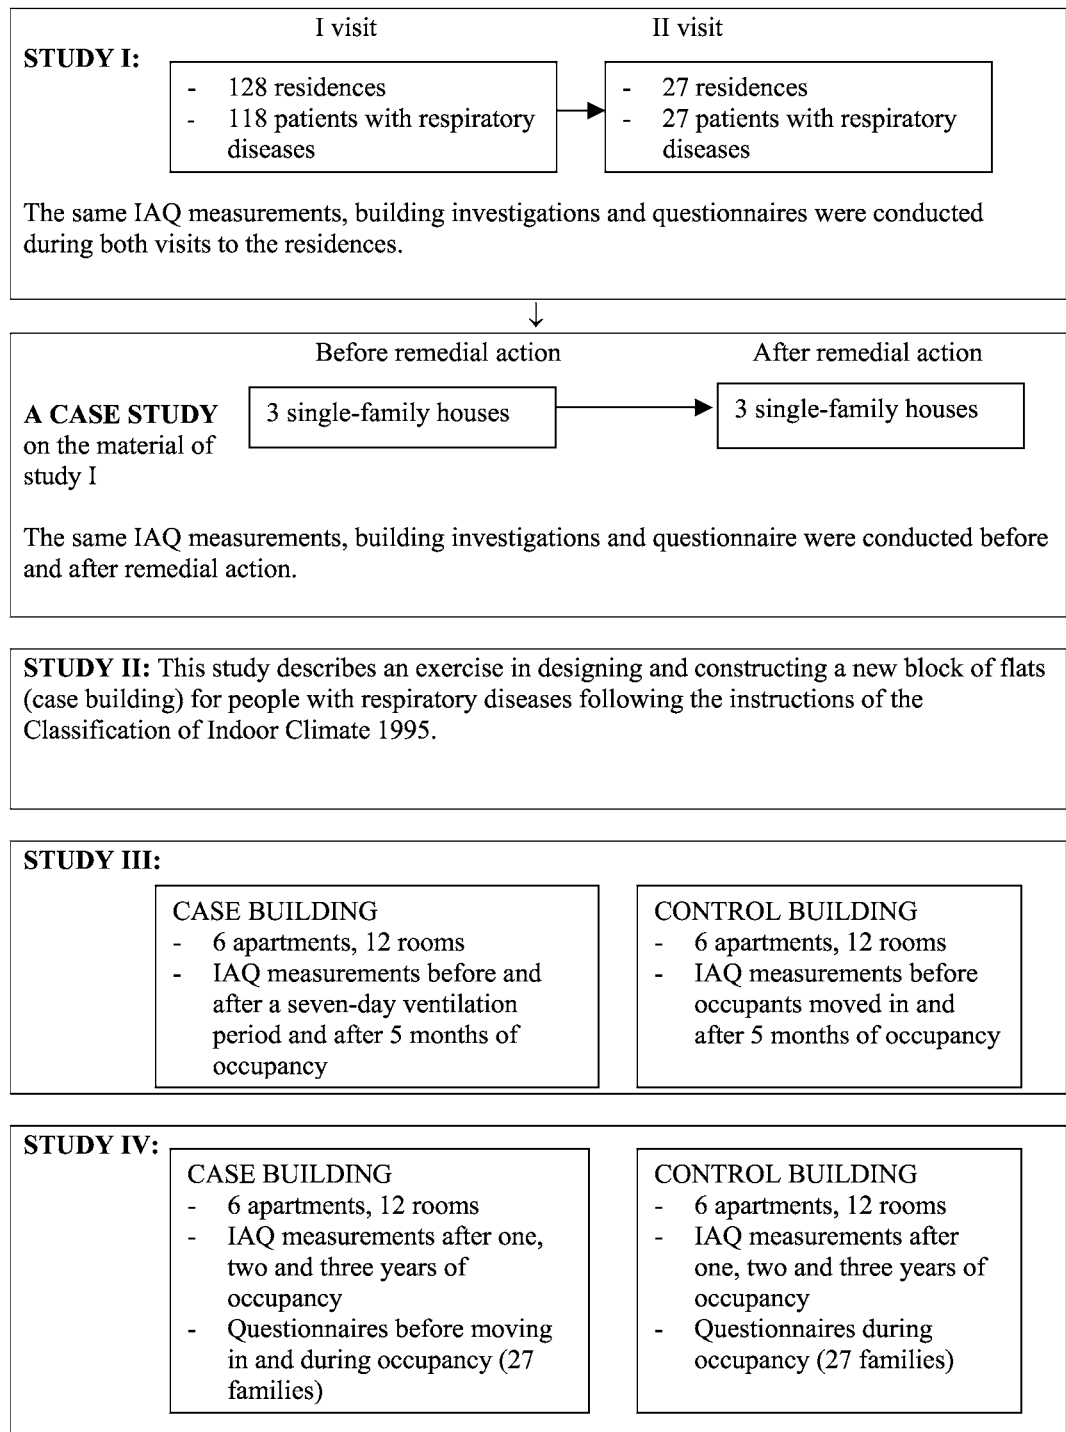 I visit
II visit
STUDY I:
- 128 residences
- 118 patients with respiratory
diseases
- 27 residences
- 27 patients with respiratory
diseases
The same IAQ measurements, building investigations and questionnaires were conducted
during both visits to the residences.
↓
Before remedial action
After remedial action
A CASE STUDY
on the material of
study I
3 single-family houses
3 single-family houses
The same IAQ measurements, building investigations and questionnaire were conducted before
and after remedial action.
STUDY II: This study describes an exercise in designing and constructing a new block of flats
(case building) for people with respiratory diseases following the instructions of the
Classification of Indoor Climate 1995.
STUDY III:
CASE BUILDING
- 6 apartments, 12 rooms
- IAQ measurements before and
after a seven-day ventilation
period and after 5 months of
occupancy
CONTROL BUILDING
- 6 apartments, 12 rooms
- IAQ measurements before
occupants moved in and
after 5 months of occupancy
STUDY IV:
CASE BUILDING
- 6 apartments, 12 rooms
- IAQ measurements after one,
two and three years of
occupancy
- Questionnaires before moving
in and during occupancy (27
families)
CONTROL BUILDING
- 6 apartments, 12 rooms
- IAQ measurements after
one, two and three years of
occupancy
- Questionnaires during
occupancy (27 families)